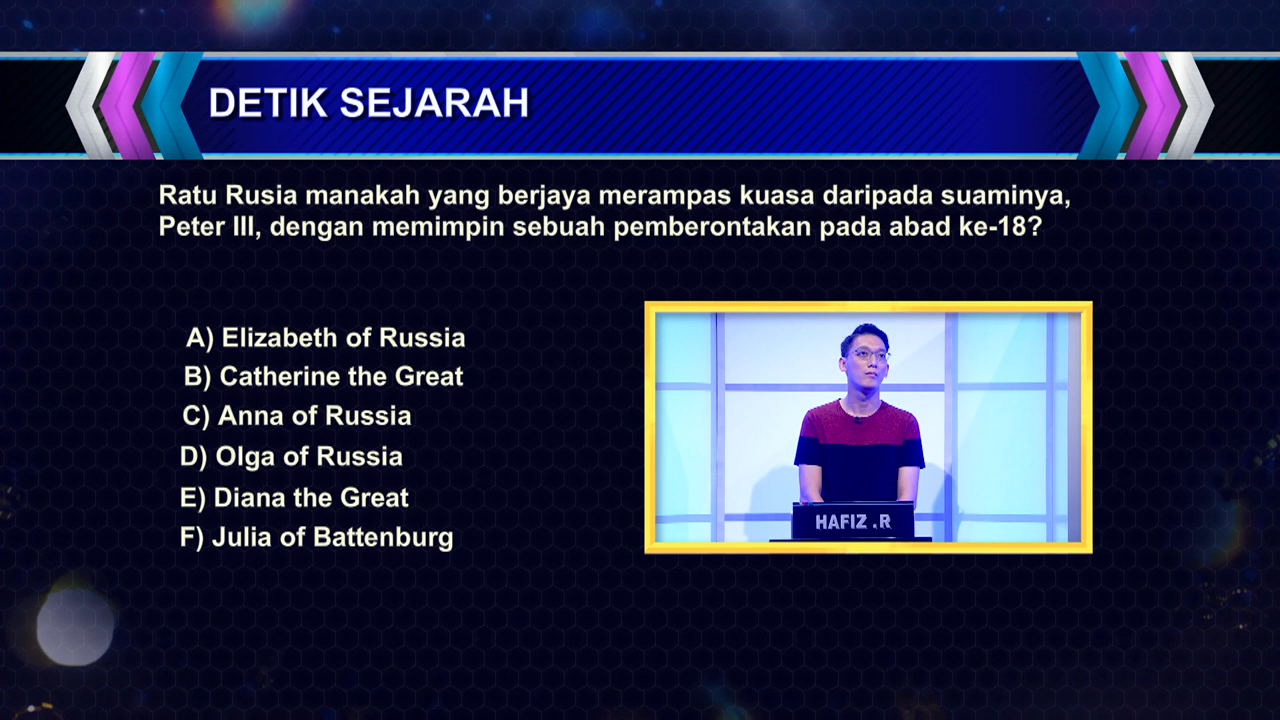 DETIK SEJARAH
Ratu Rusia manakah yang berjaya merampas kuasa daripada suaminya,
Peter III, dengan memimpin sebuah pemberontakan pada abad ke-18?
A) Elizabeth of Russia
B) Catherine the Great
C) Anna of Russia
D) Olga of Russia
E) Diana the Great
F) Julia of Battenburg
HAFIZ .R